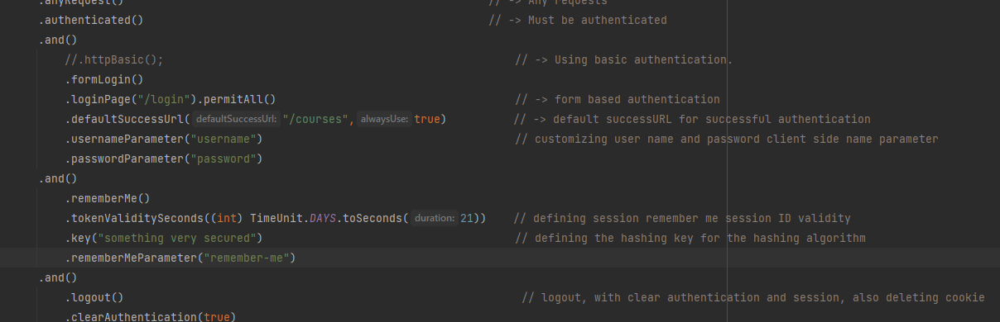 .anyRequest() // -> Any requests
.authenticated() // -> Must be authenticated
.and()
//.httpBasic(); // -> Using basic authentication.
.formLogin()
.loginPage("/login").permitAll() // -> form based authentication
.defaultSuccessUrl( defaultSuccessUrl: "/courses", alwaysUse: true) // -> default successURL for successful authentication
.usernameParameter("username") // customizing user name and password client side name parameter
.passwordParameter("password")
.and()
.rememberMe()
.tokenValiditySeconds((int) TimeUnit.DAYS.toSeconds( duration: 21)) // defining session remember me session ID validity
.key("something very secured") // defining the hashing key for the hashing algorithm
.rememberMeParameter("remember-me")
.and()
.logout() // logout, with clear authentication and session, also deleting cookie
.clearAuthentication(true)